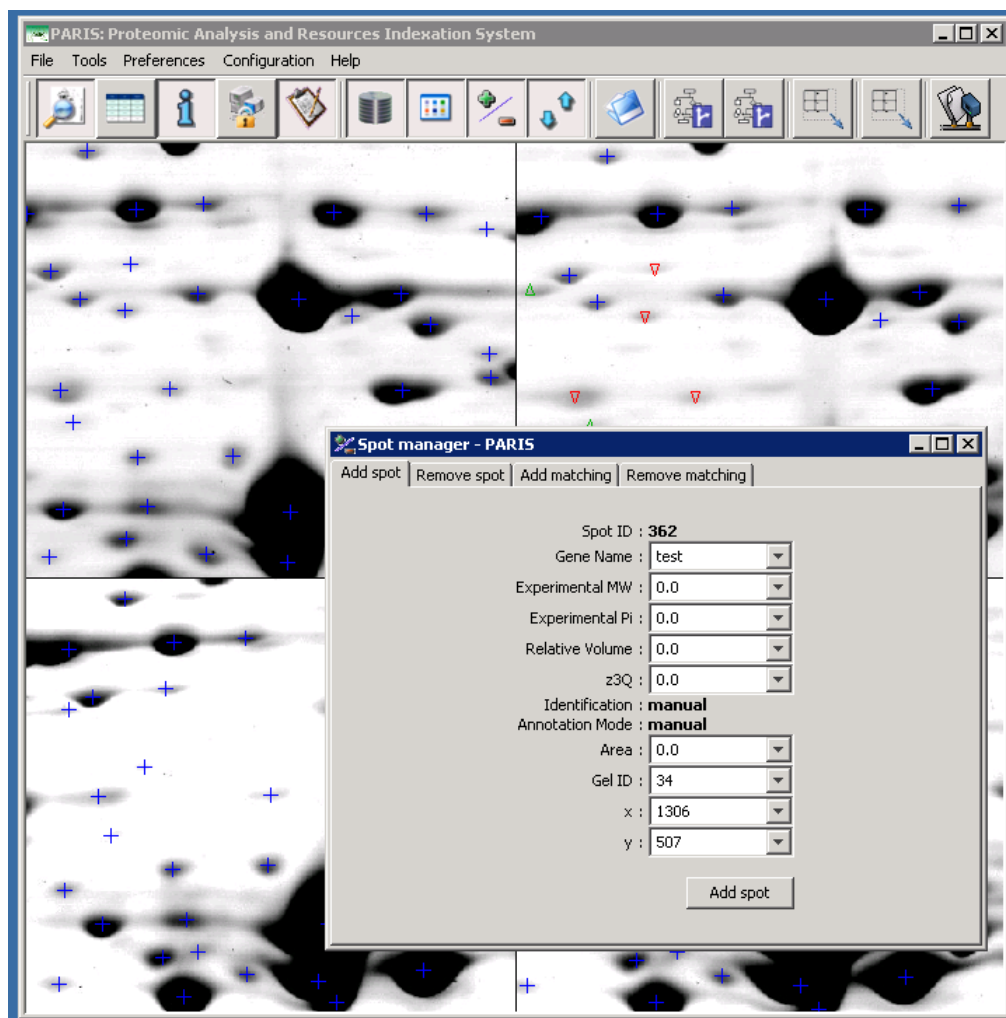 PARIS: Proteomic Analysis and Resources Indexation System
File Tools Preferences Configuration Help
Spot manager - PARIS
Add spot Remove spot Add matching Remove matching
Spot ID : 362
Gene Name : test
Experimental MW : 0.0
Experimental Pi : 0.0
Relative Volume : 0.0
z3Q : 0.0
Identification : manual
Annotation Mode : manual
Area : 0.0
Gel ID : 34
x : 1306
y : 507
Add spot